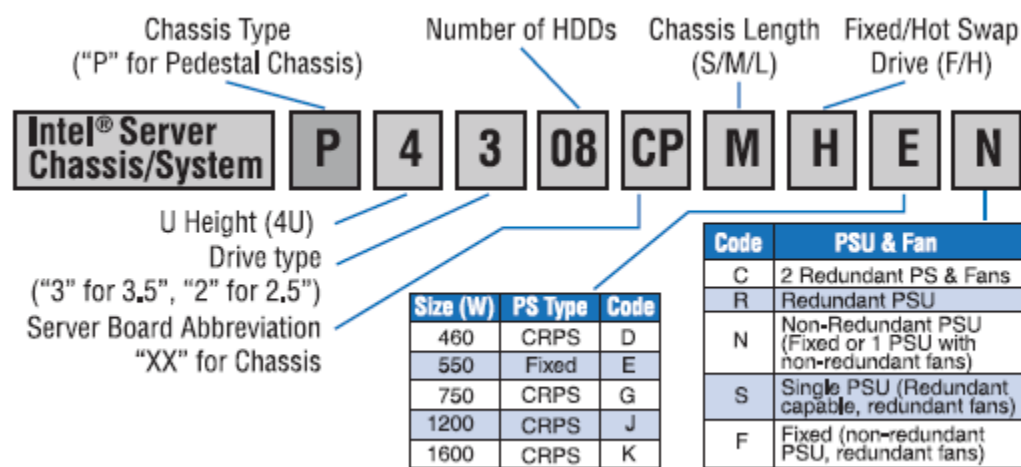 Chassis Type
("P" for Pedestal Chassis)
Number of HDDs
Chassis Length
(S/M/L)
Fixed/Hot Swap
Drive (F/H)
Intel® Server
Chassis/System
P 4 3 08 CP M H E N
U Height (4U)
Drive type
("3" for 3.5", "2" for 2.5")
Server Board Abbreviation
"XX" for Chassis
Size (W) PS Type Code
460 CRPS D
550 Fixed E
750 CRPS G
1200 CRPS J
1600 CRPS K
Code PSU & Fan
C 2 Redundant PS & Fans
R Redundant PSU
N Non-Redundant PSU
(Fixed or 1 PSU with
non-redundant fans)
S Single PSU (Redundant
capable, redundant fans)
F Fixed (non-redundant
PSU, redundant fans)